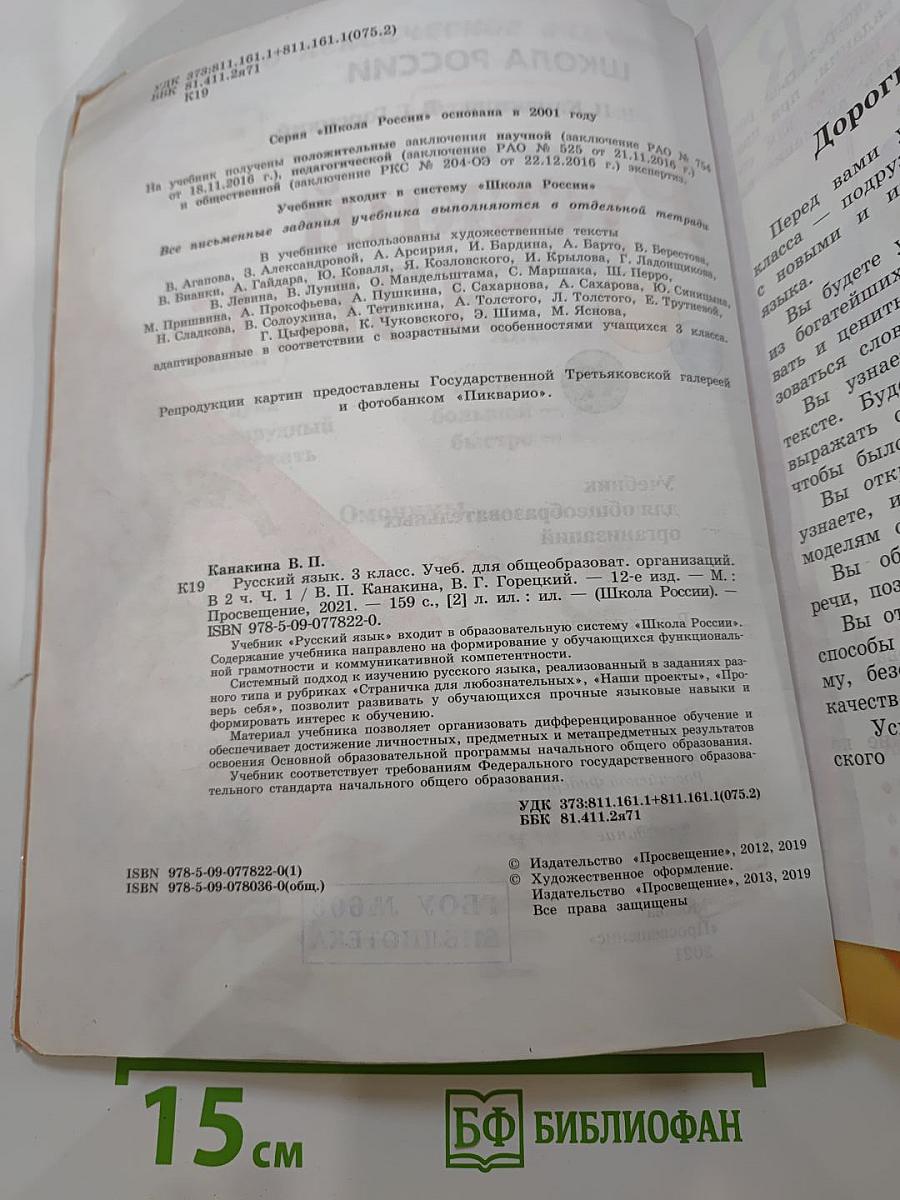 УДК 373:811.161.1+811.161.1(075.2)
ББК 81.411.2я71
К19
Серия «Школа России» основана в 2001 году
На учебник получены положительные заключения научной (заключение РАО № 754
от 18.11.2016 г.), педагогической (заключение РАО № 525 от 21.11.2016 г.)
и общественной (заключение РКС № 204-ОЭ от 22.12.2016 г.) экспертиз.
Учебник входит в систему «Школа России»
Все письменные задания учебника выполняются в отдельной тетради
В учебнике использованы художественные тексты
В. Агапова, З. Александровой, А. Арсирия, И. Бардина, А. Барто, В. Берестова,
В. Бианки, А. Гайдара, Ю. Коваля, Я. Козловского, И. Крылова, Г. Ладонщикова,
В. Левина, В. Лунина, О. Мандельштама, С. Маршака, Ш. Перро,
М. Пришвина, А. Прокофьева, А. Пушкина, С. Сахарнова, А. Сахарова, Ю. Синицына,
Н. Сладкова, В. Солоухина, А. Тетивкина, А. Толстого, Л. Толстого, Е. Трутневой,
Г. Цыферова, К. Чуковского, Э. Шима, М. Яснова,
адаптированные в соответствии с возрастными особенностями учащихся 3 класса.
Репродукции картин предоставлены Государственной Третьяковской галереей
и фотобанком «Пикварио».
Канакина В. П.
К19 Русский язык. 3 класс. Учеб. для общеобразоват. организаций.
В 2 ч. Ч. 1 / В. П. Канакина, В. Г. Горецкий. — 12-е изд. — М. :
Просвещение, 2021. — 159 с., [2] л. ил. : ил. — (Школа России). —
ISBN 978-5-09-077822-0.
Учебник «Русский язык» входит в образовательную систему «Школа России».
Содержание учебника направлено на формирование у обучающихся функциональ-
ной грамотности и коммуникативной компетентности.
Системный подход к изучению русского языка, реализованный в заданиях раз-
ного типа и рубриках «Страничка для любознательных», «Наши проекты», «Про-
верь себя», позволит развивать у обучающихся прочные языковые навыки и
формировать интерес к обучению.
Материал учебника позволяет организовать дифференцированное обучение и
обеспечивает достижение личностных, предметных и метапредметных результатов
освоения Основной образовательной программы начального общего образования.
Учебник соответствует требованиям Федерального государственного образова-
тельного стандарта начального общего образования.
УДК 373:811.161.1+811.161.1(075.2)
ББК 81.411.2я71
ISBN 978-5-09-077822-0(1)
ISBN 978-5-09-078036-0(общ.)
© Издательство «Просвещение», 2012, 2019
© Художественное оформление.
Издательство «Просвещение», 2013, 2019
Все права защищены
Дороги
Перед вами у
класса — подруз
с новыми и и
языка.
Вы будете у
из богатейших
вать и ценить
зоваться слов
Вы узнае
тексте. Буде
выражать с
чтобы было
Вы откр
узнаете, и
моделям с
Вы об
речи, поз
Вы от
способы
му, безо
качеств
Усп
ского
15 см
БФ БИБЛИОФАН